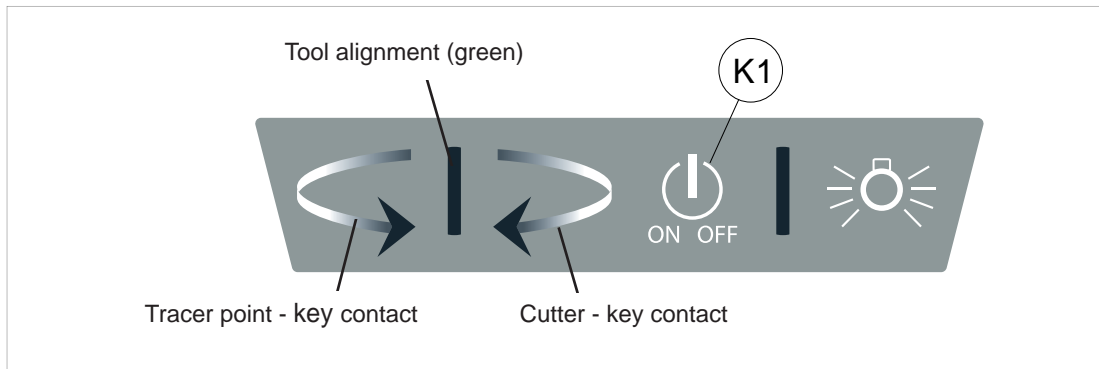 Tool alignment (green)
K1
ON OFF
Tracer point - key contact
Cutter - key contact